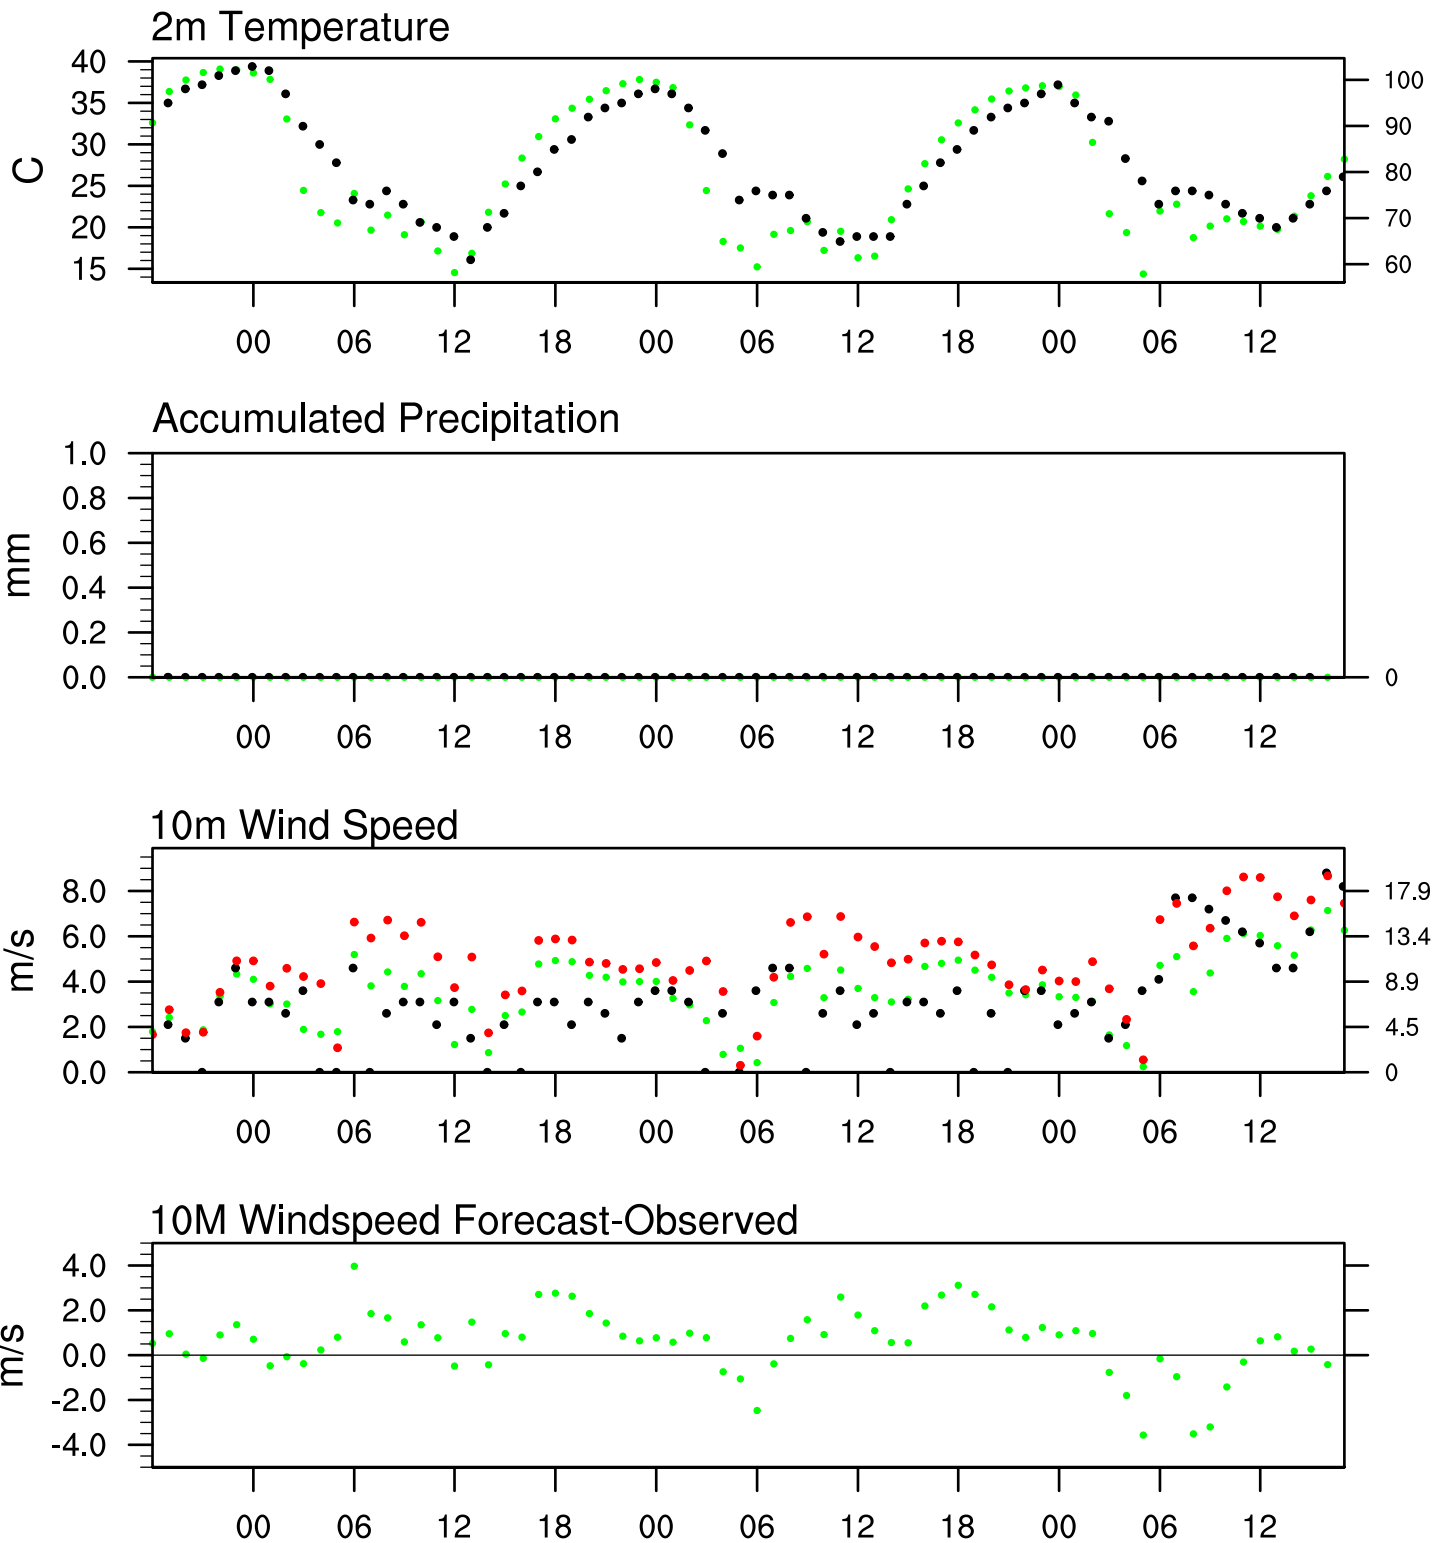 2m Temperature
40
35
30
25
20
15
C
100
90
80
70
60
00 06 12 18 00 06 12 18 00 06 12
Accumulated Precipitation
1.0
0.8
0.6
0.4
0.2
0.0
mm
0
00 06 12 18 00 06 12 18 00 06 12
10m Wind Speed
8.0
6.0
4.0
2.0
0.0
m/s
17.9
13.4
8.9
4.5
0
00 06 12 18 00 06 12 18 00 06 12
10M Windspeed Forecast-Observed
4.0
2.0
0.0
-2.0
-4.0
m/s
00 06 12 18 00 06 12 18 00 06 12